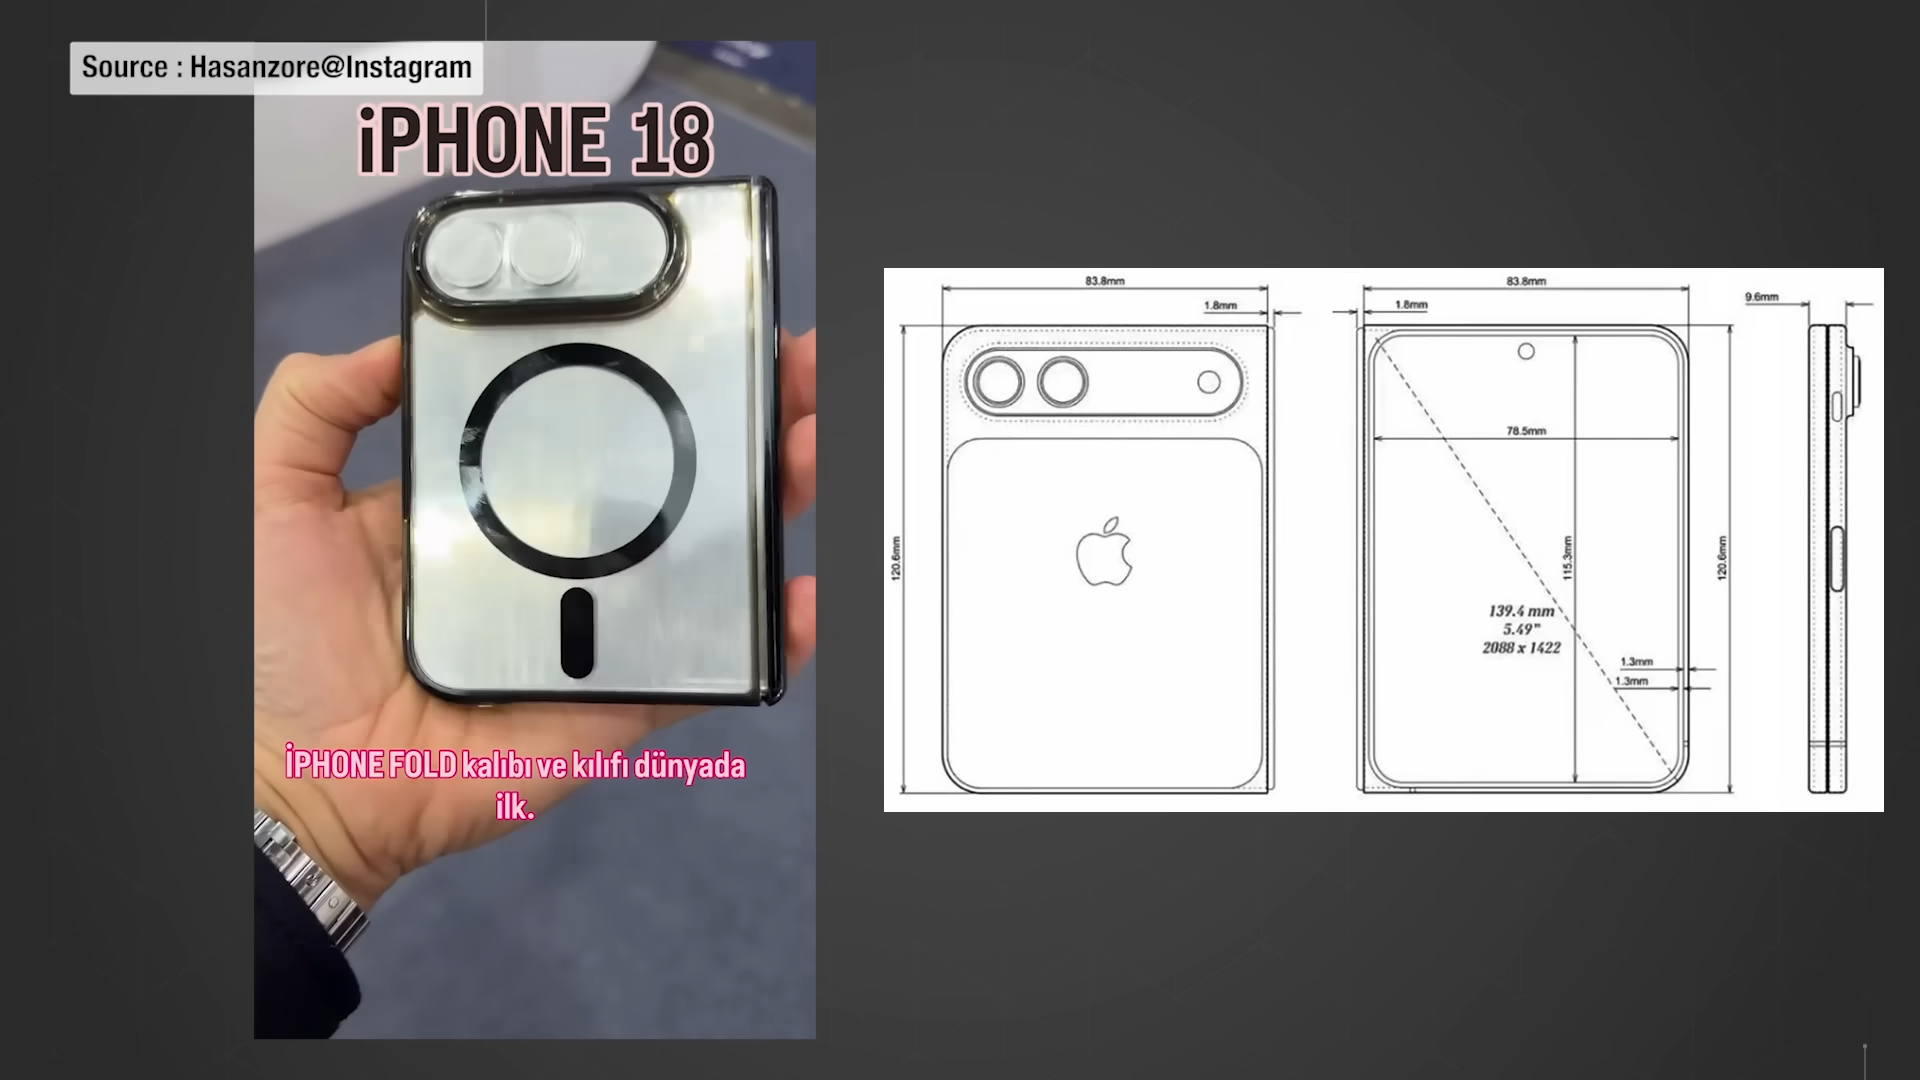 Source : Hasanzore@Instagram
iPHONE 18
İPHONE FOLD kalıbı ve kılıfı dünyada
ilk.
83.8mm
1.8mm
120.6mm
83.8mm
1.8mm
78.5mm
115.3mm
139.4 mm
5.49"
2088 x 1422
1.3mm
1.3mm
120.6mm
9.6mm